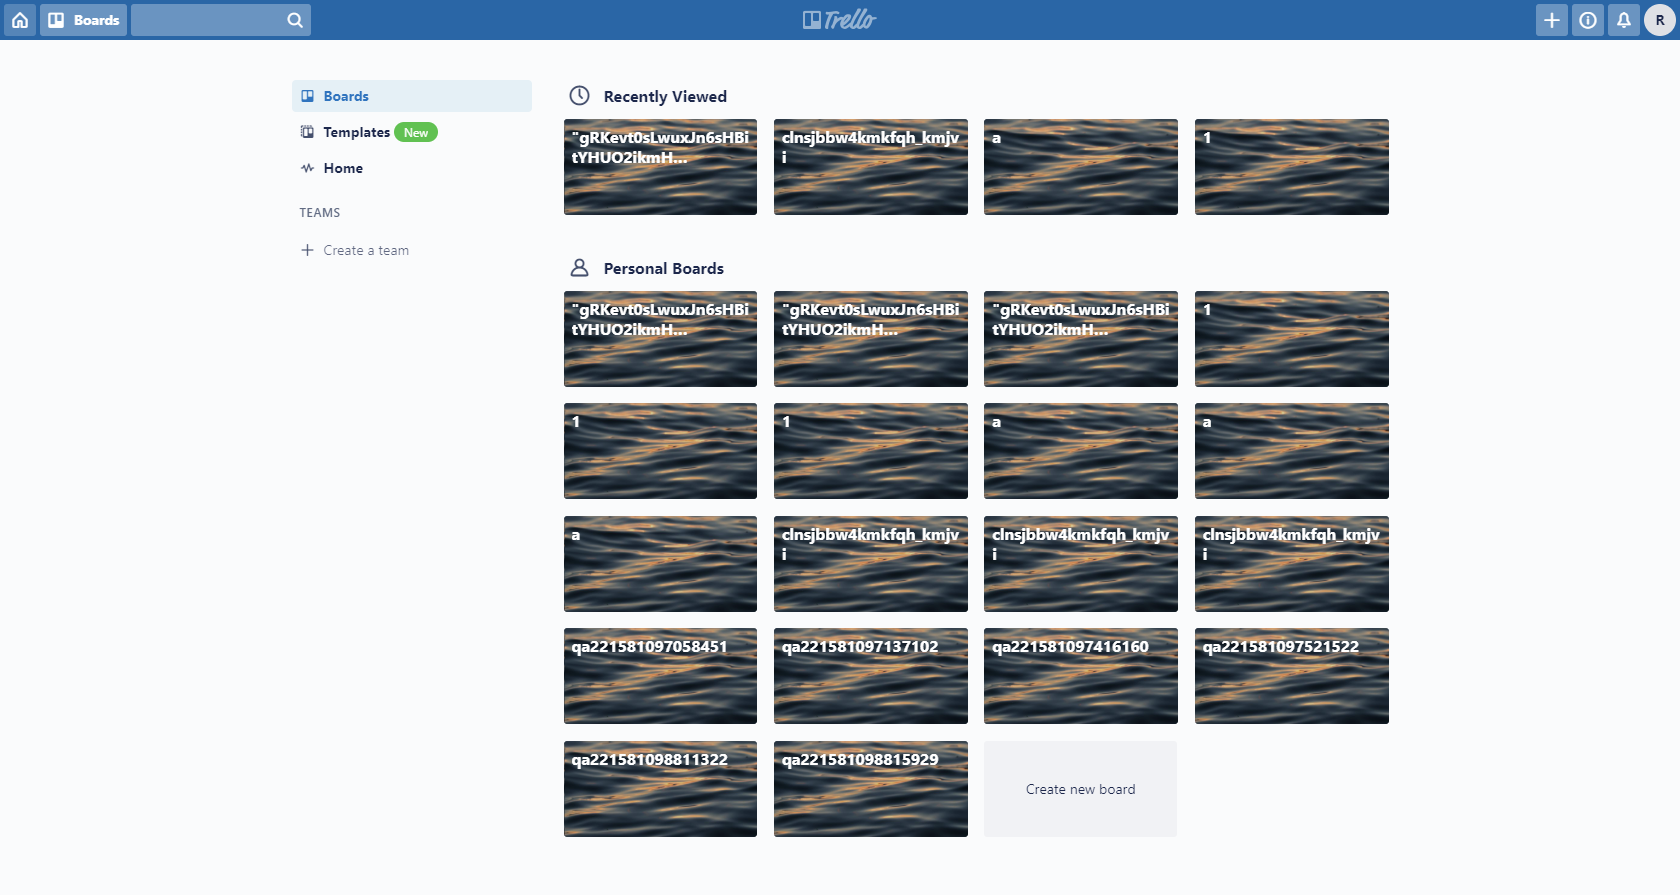 Boards
Trello
R
Boards
Templates New
Home
TEAMS
Create a team
Recently Viewed
"gRKevt0sLwuxJn6sHBi
tYHUO2ikmH...
clnsjbbw4kmkfqh_kmjv
i
a
1
Personal Boards
"gRKevt0sLwuxJn6sHBi
tYHUO2ikmH...
"gRKevt0sLwuxJn6sHBi
tYHUO2ikmH...
"gRKevt0sLwuxJn6sHBi
tYHUO2ikmH...
1
1
1
a
a
a
clnsjbbw4kmkfqh_kmjv
i
clnsjbbw4kmkfqh_kmjv
i
clnsjbbw4kmkfqh_kmjv
i
qa221581097058451
qa221581097137102
qa221581097416160
qa221581097521522
qa221581098811322
qa221581098815929
Create new board